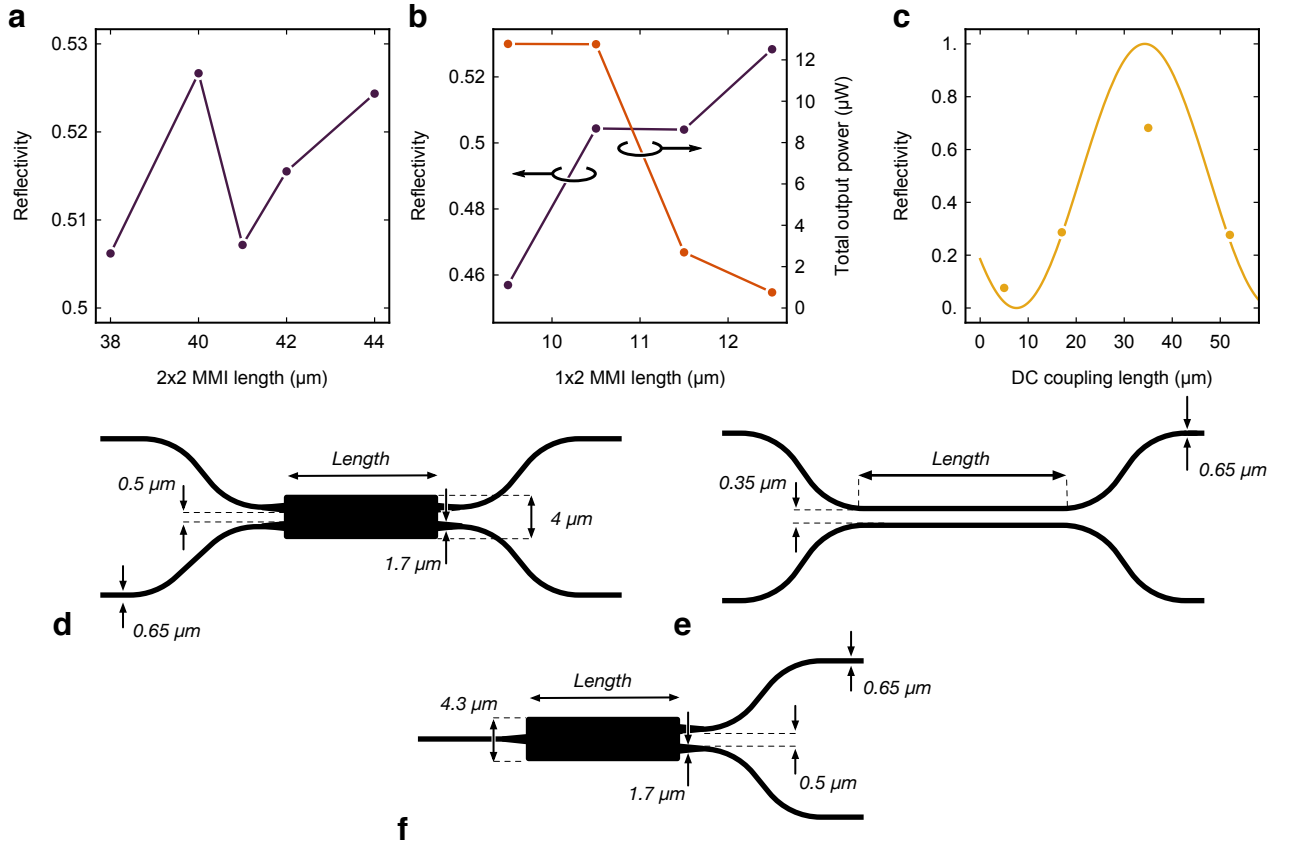 a
0.53
0.52
0.51
0.5
Reflectivity
38
40
42
44
2x2 MMI length (μm)
b
0.52
0.5
0.48
0.46
Reflectivity
12
10
8
6
4
2
0
Total output power (μW)
10
11
12
1x2 MMI length (μm)
c
1.
0.8
0.6
0.4
0.2
0.
Reflectivity
0
10
20
30
40
50
DC coupling length (μm)
Length
0.5 μm
4 μm
1.7 μm
0.65 μm
d
Length
0.35 μm
0.65 μm
e
Length
4.3 μm
0.65 μm
0.5 μm
1.7 μm
f